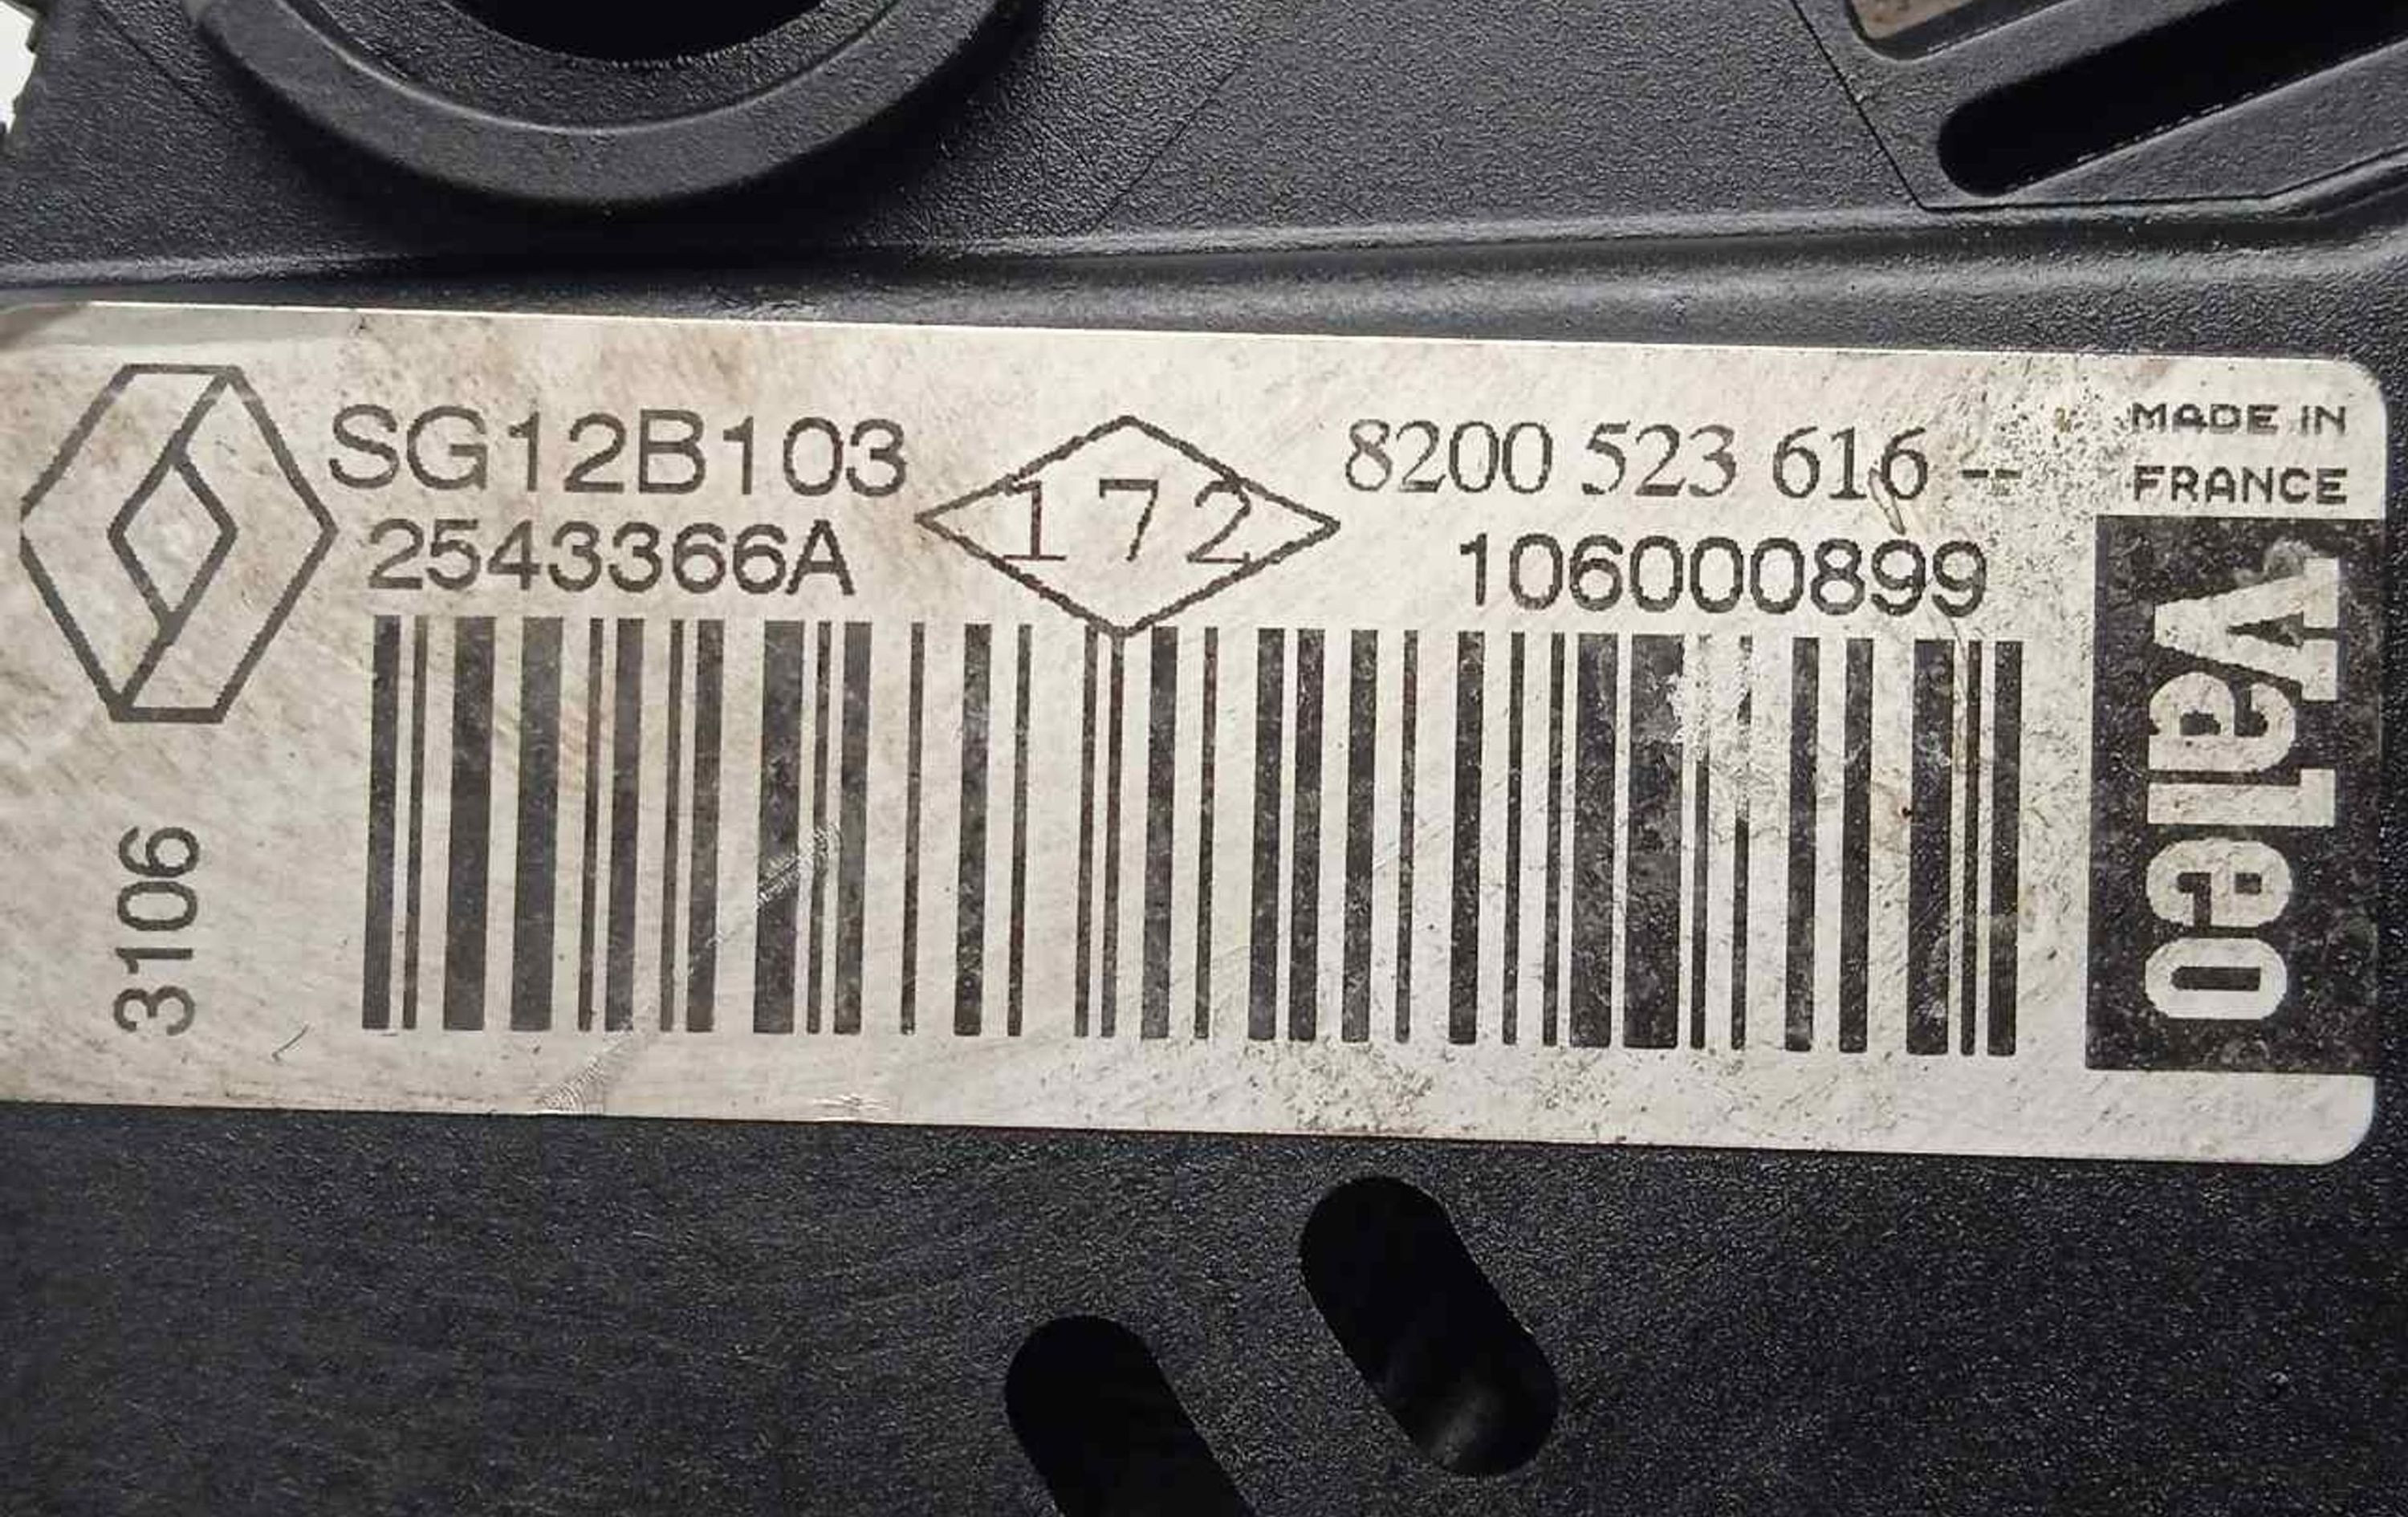 SG12B103
2543366A
172
8200 523 616 --
106000899
MADE IN
FRANCE
Valeo
3106